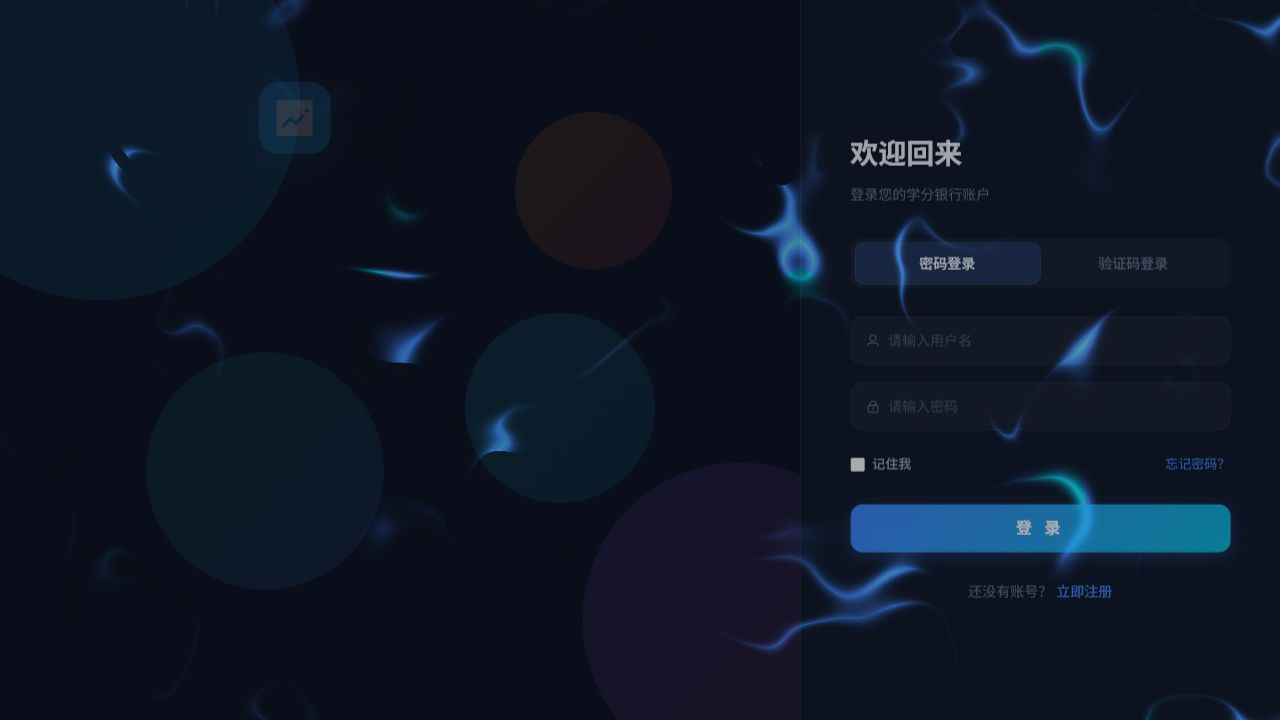 欢迎回来
登录您的学分银行账户
密码登录
验证码登录
请输入用户名
请输入密码
记住我
忘记密码?
登 录
还没有账号? 立即注册